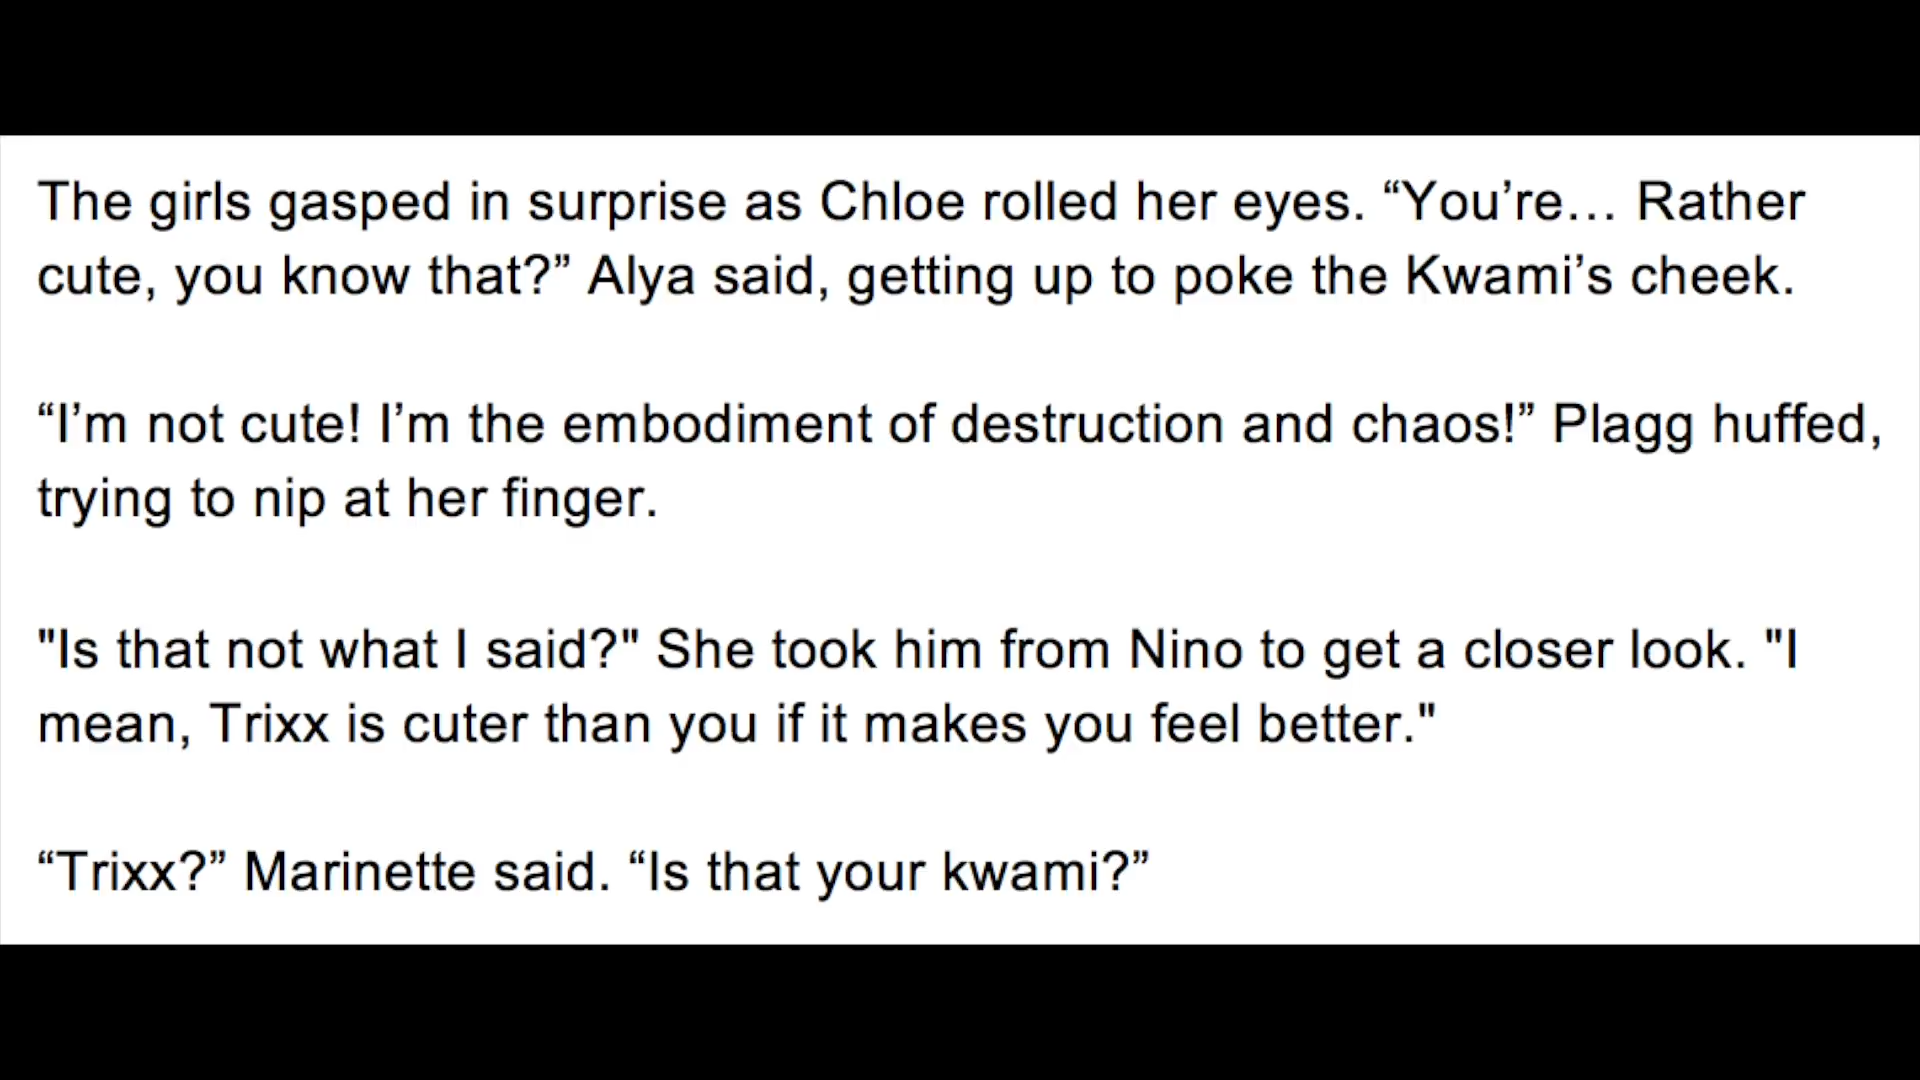 The girls gasped in surprise as Chloe rolled her eyes. “You’re… Rather
cute, you know that?” Alya said, getting up to poke the Kwami’s cheek.
“I’m not cute! I’m the embodiment of destruction and chaos!” Plagg huffed,
trying to nip at her finger.
"Is that not what I said?" She took him from Nino to get a closer look. "I
mean, Trixx is cuter than you if it makes you feel better."
“Trixx?” Marinette said. “Is that your kwami?”